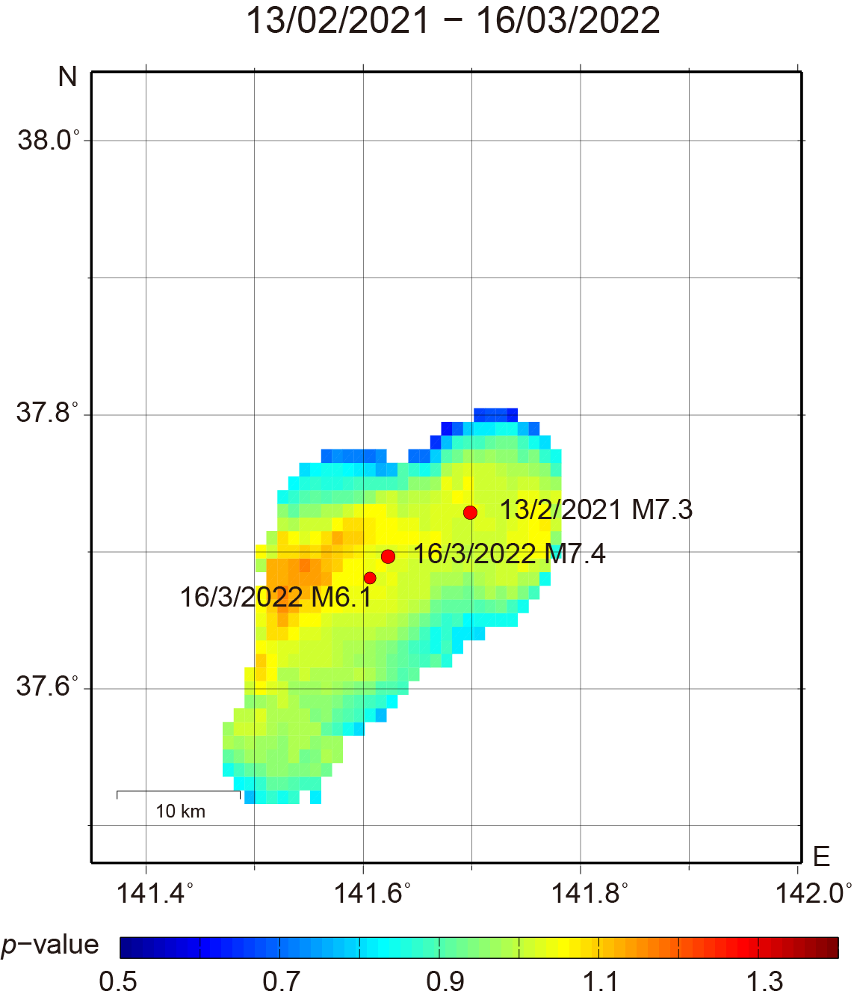 13/02/2021 − 16/03/2022
N
38.0°
37.8°
13/2/2021 M7.3
16/3/2022 M7.4
16/3/2022 M6.1
37.6°
10 km
E
141.4° 141.6° 141.8° 142.0°
p−value
0.5 0.7 0.9 1.1 1.3